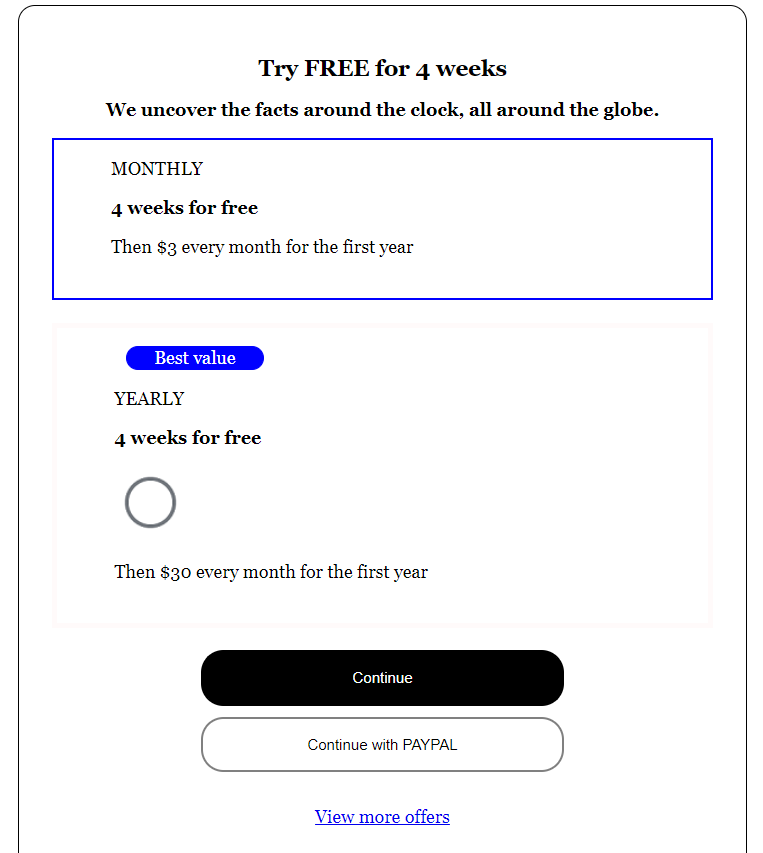 Try FREE for 4 weeks
We uncover the facts around the clock, all around the globe.
MONTHLY
4 weeks for free
Then $3 every month for the first year
Best value
YEARLY
4 weeks for free
Then $30 every month for the first year
Continue
Continue with PAYPAL
View more offers